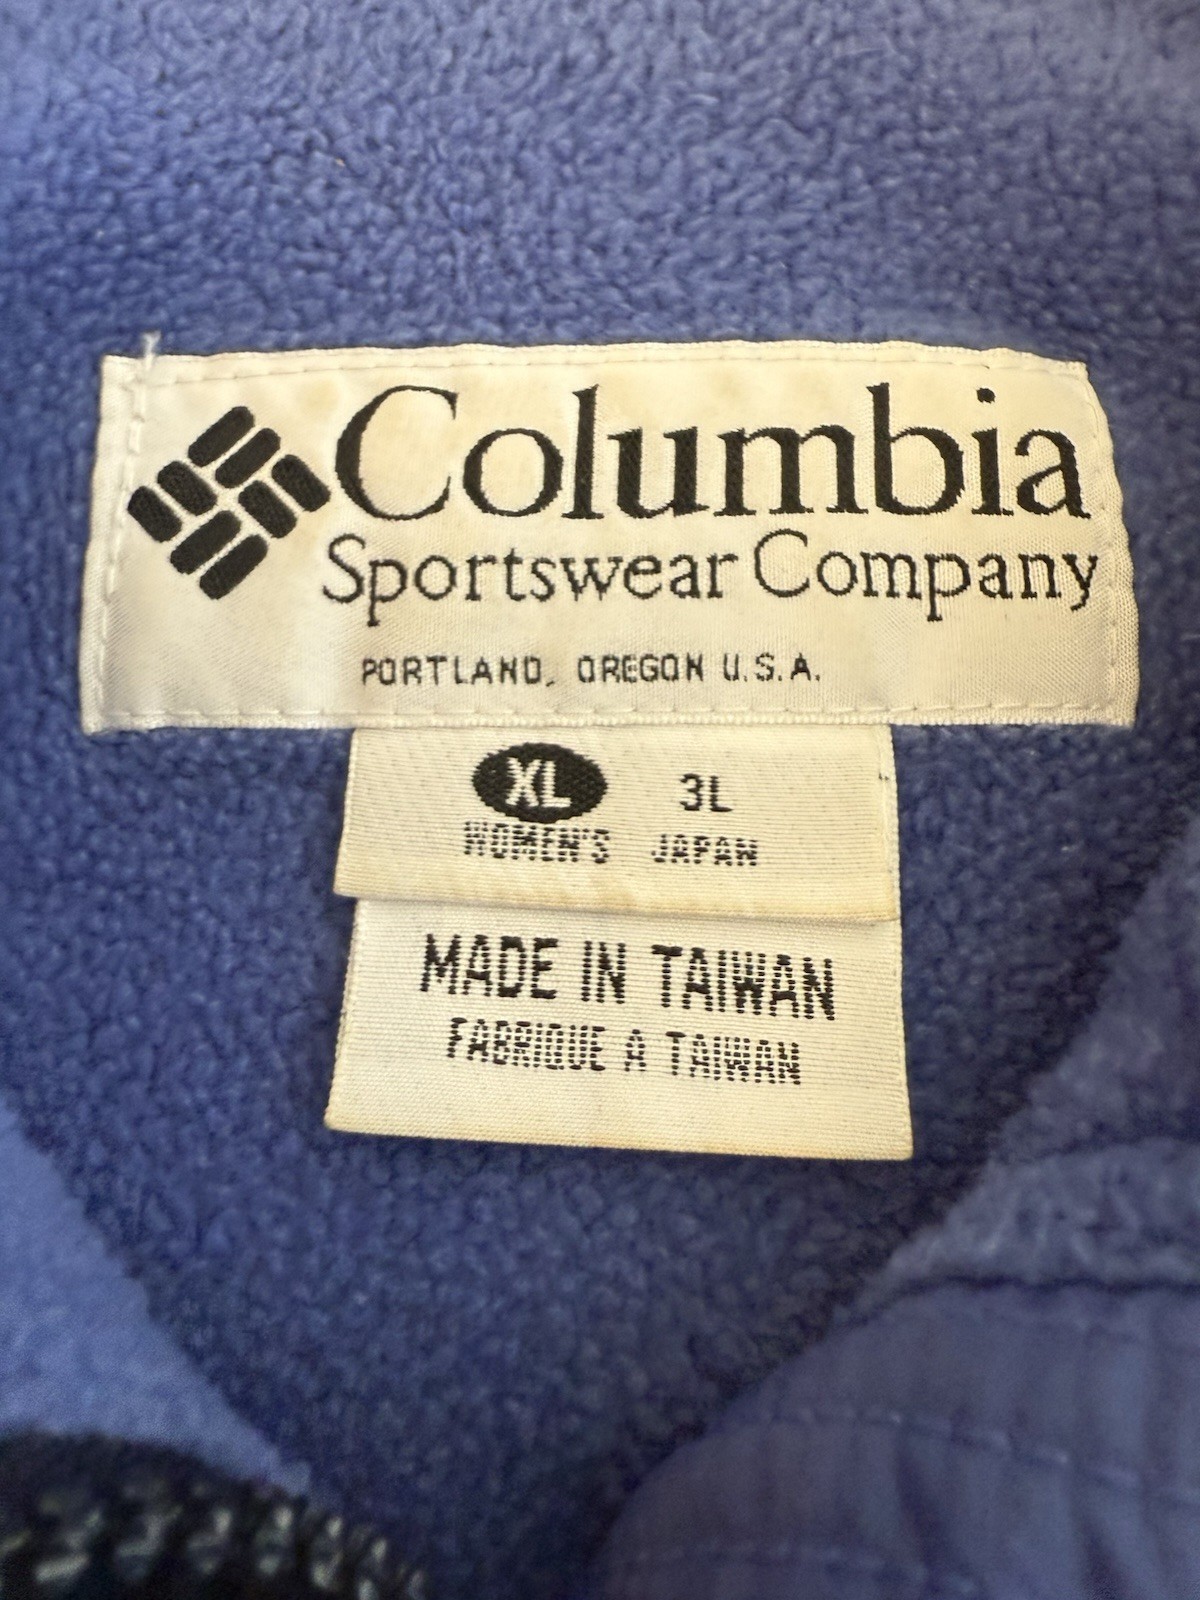 Columbia
Sportswear Company
PORTLAND, OREGON U.S.A.
XL 3L
WOMEN'S JAPAN
MADE IN TAIWAN
FABRIQUE A TAIWAN